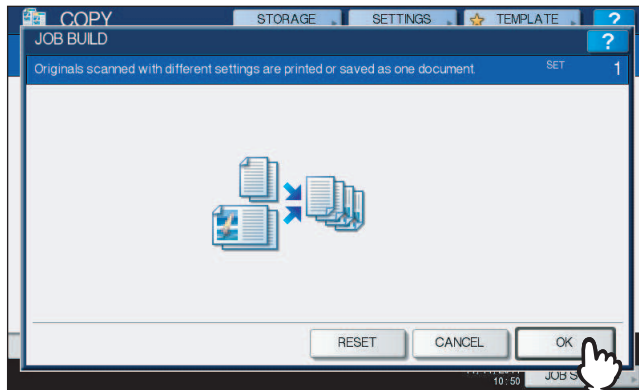 COPY STORAGE SETTINGS TEMPLATE ?
JOB BUILD ?
Originals scanned with different settings are printed or saved as one document. SET 1
RESET CANCEL OK
10:50 JOB